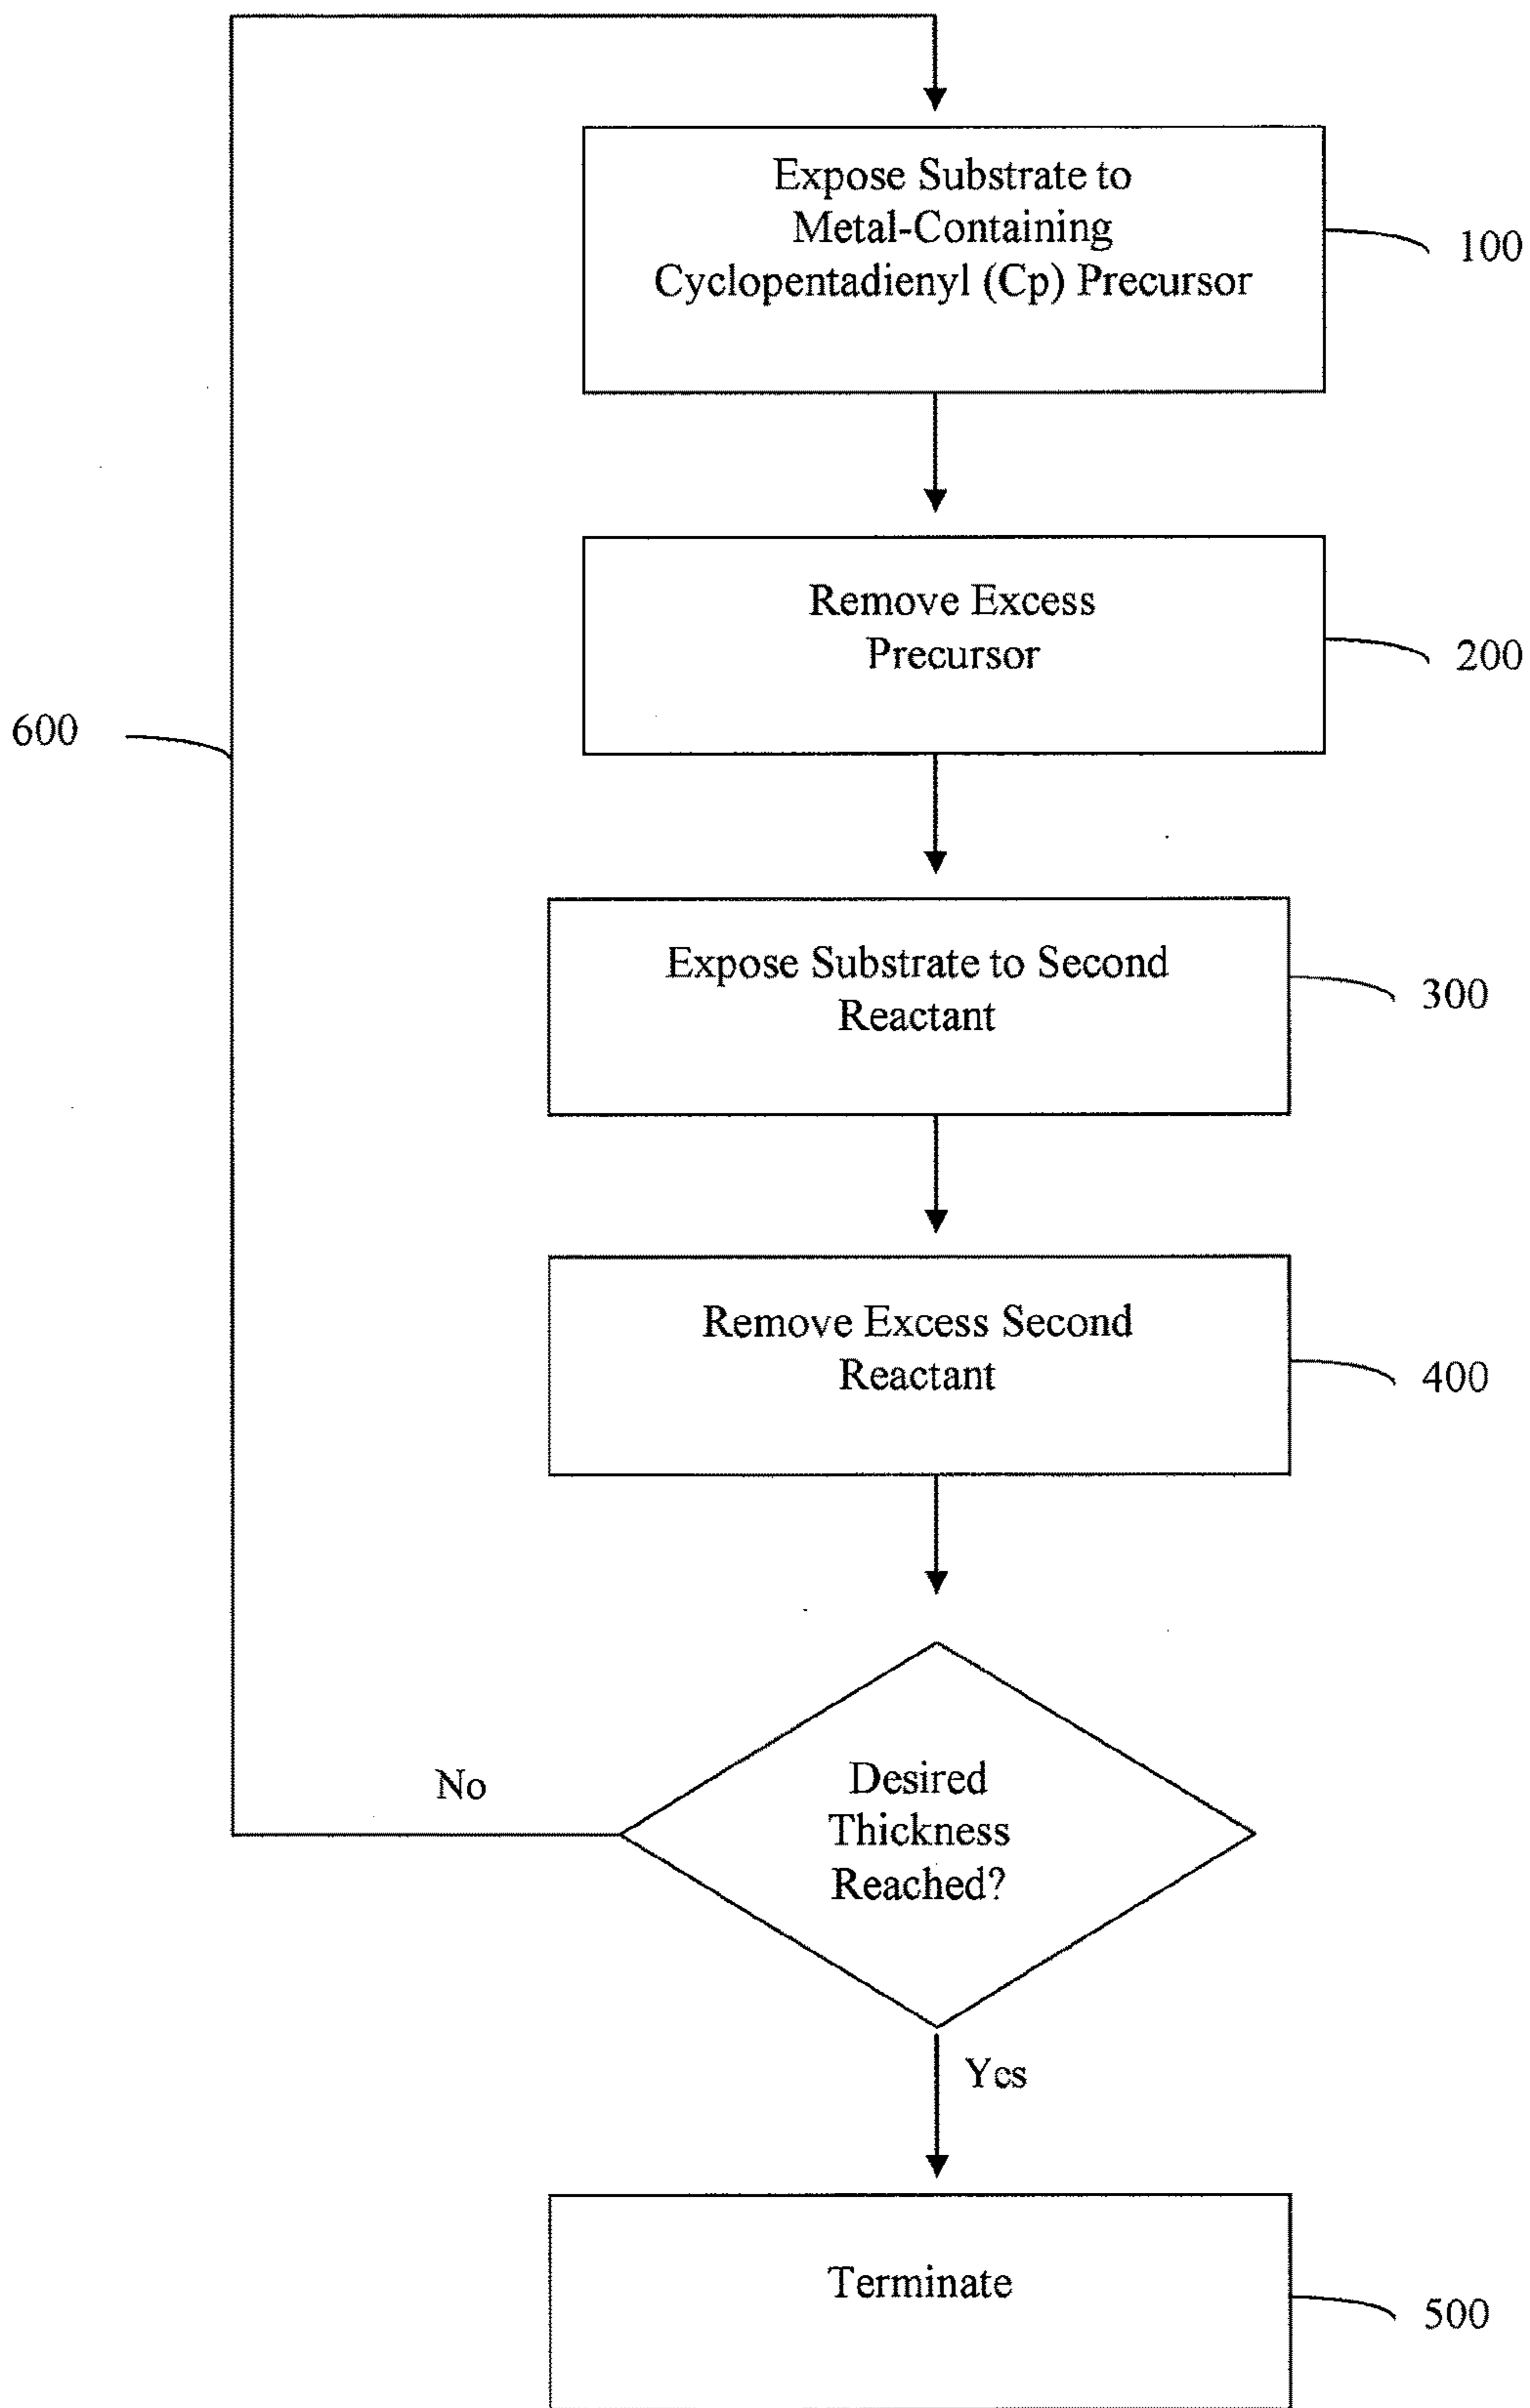 Expose Substrate to
Metal-Containing
Cyclopentadienyl (Cp) Precursor
100
Remove Excess
Precursor
200
600
Expose Substrate to Second
Reactant
300
Remove Excess Second
Reactant
400
Desired
Thickness
Reached?
No
Yes
Terminate
500